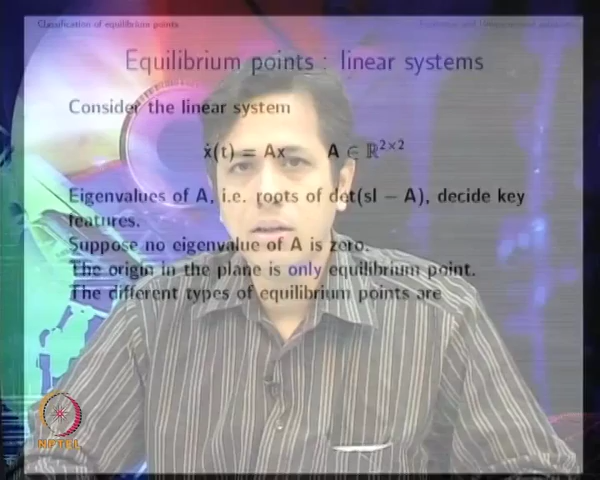 Classification of equilibrium points
Equilibrium points : linear systems
Consider the linear system
ẋ(t) = Ax A ∈ ℝ²ˣ²
Eigenvalues of A, i.e. roots of det(sI − A), decide key
features.
Suppose no eigenvalue of A is zero.
The origin in the plane is only equilibrium point.
The different types of equilibrium points are
NPTEL